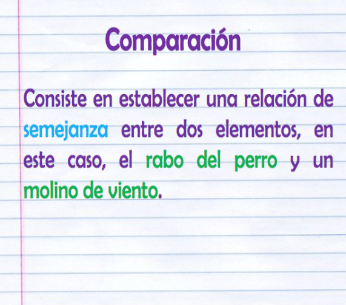 Comparación
Consiste en establecer una relación de
semejanza entre dos elementos, en
este caso, el rabo del perro y un
molino de viento.